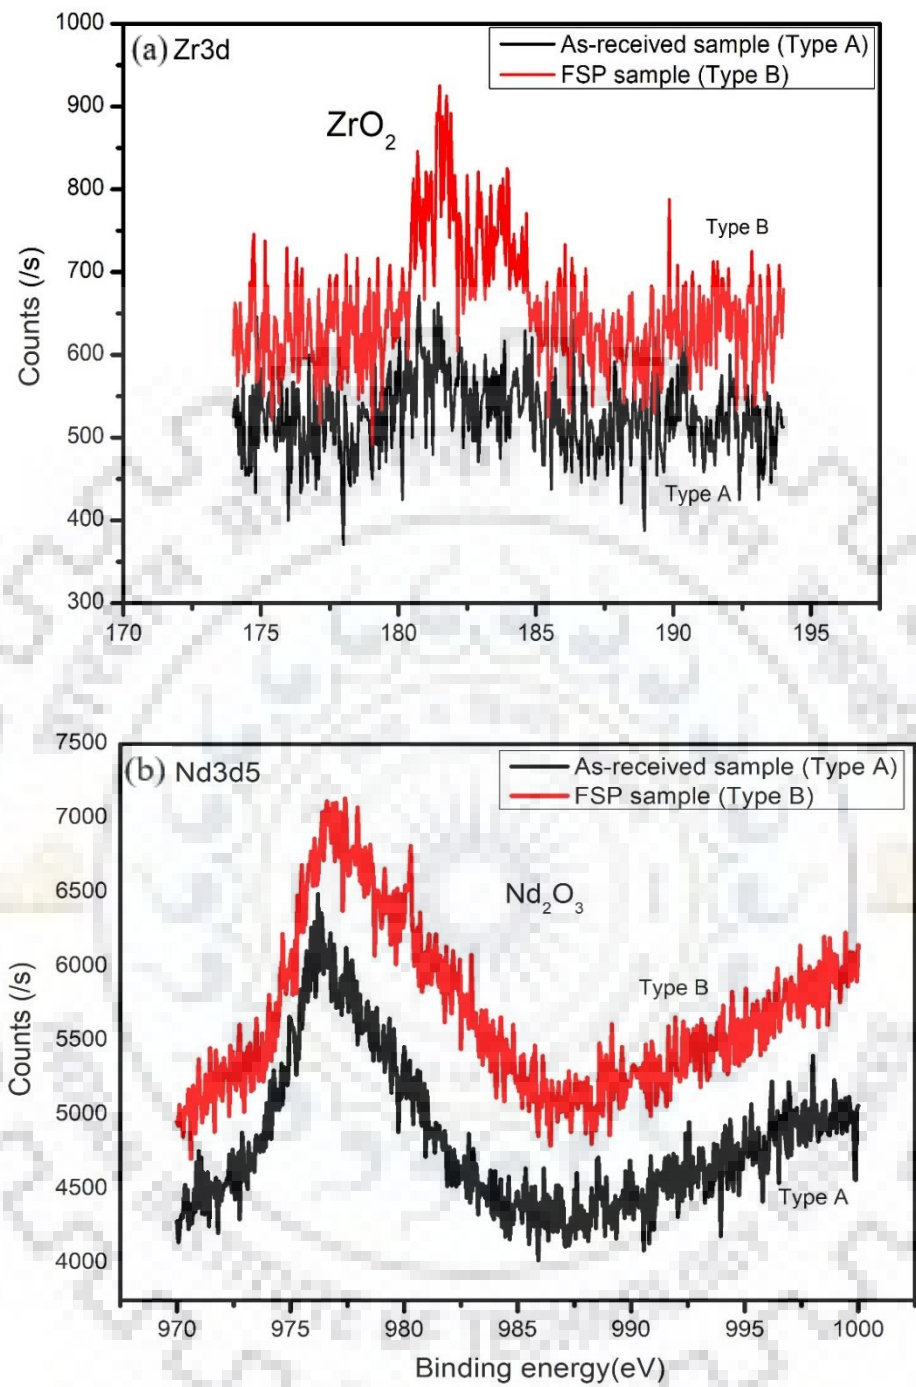 1000
(a) Zr3d
As-received sample (Type A)
FSP sample (Type B)
900
ZrO₂
800
Type B
700
Counts (/s)
600
500
Type A
400
300
170 175 180 185 190 195
7500
(b) Nd3d5
As-received sample (Type A)
FSP sample (Type B)
7000
6500
Nd₂O₃
6000
Type B
Counts (/s)
5500
5000
4500
Type A
4000
970 975 980 985 990 995 1000
Binding energy(eV)